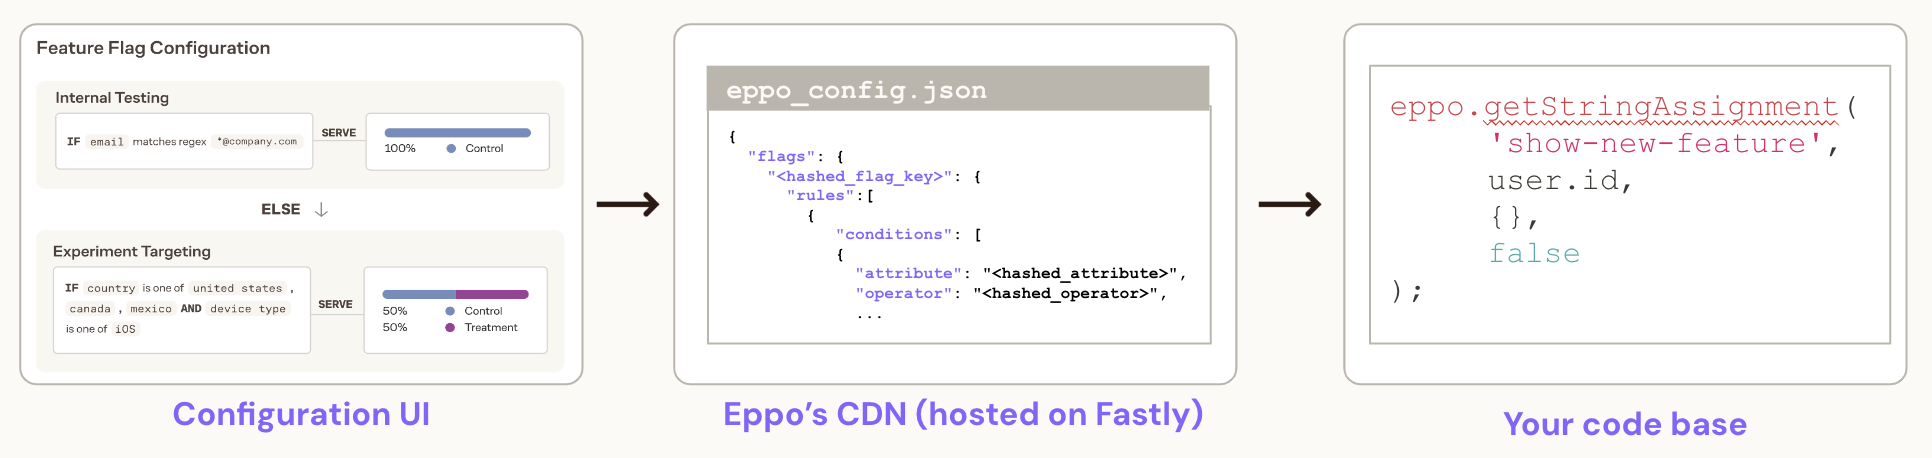 Feature Flag Configuration
Internal Testing
IF email matches regex *@company.com
SERVE
100% Control
ELSE ↓
Experiment Targeting
IF country is one of united states ,
canada , mexico AND device type
is one of iOS
SERVE
50% Control
50% Treatment
Configuration UI
eppo_config.json
{
"flags": {
"<hashed_flag_key>": {
"rules":[
{
"conditions": [
{
"attribute": "<hashed_attribute>",
"operator": "<hashed_operator>",
...
Eppo’s CDN (hosted on Fastly)
eppo.getStringAssignment(
'show-new-feature',
user.id,
{},
false
);
Your code base